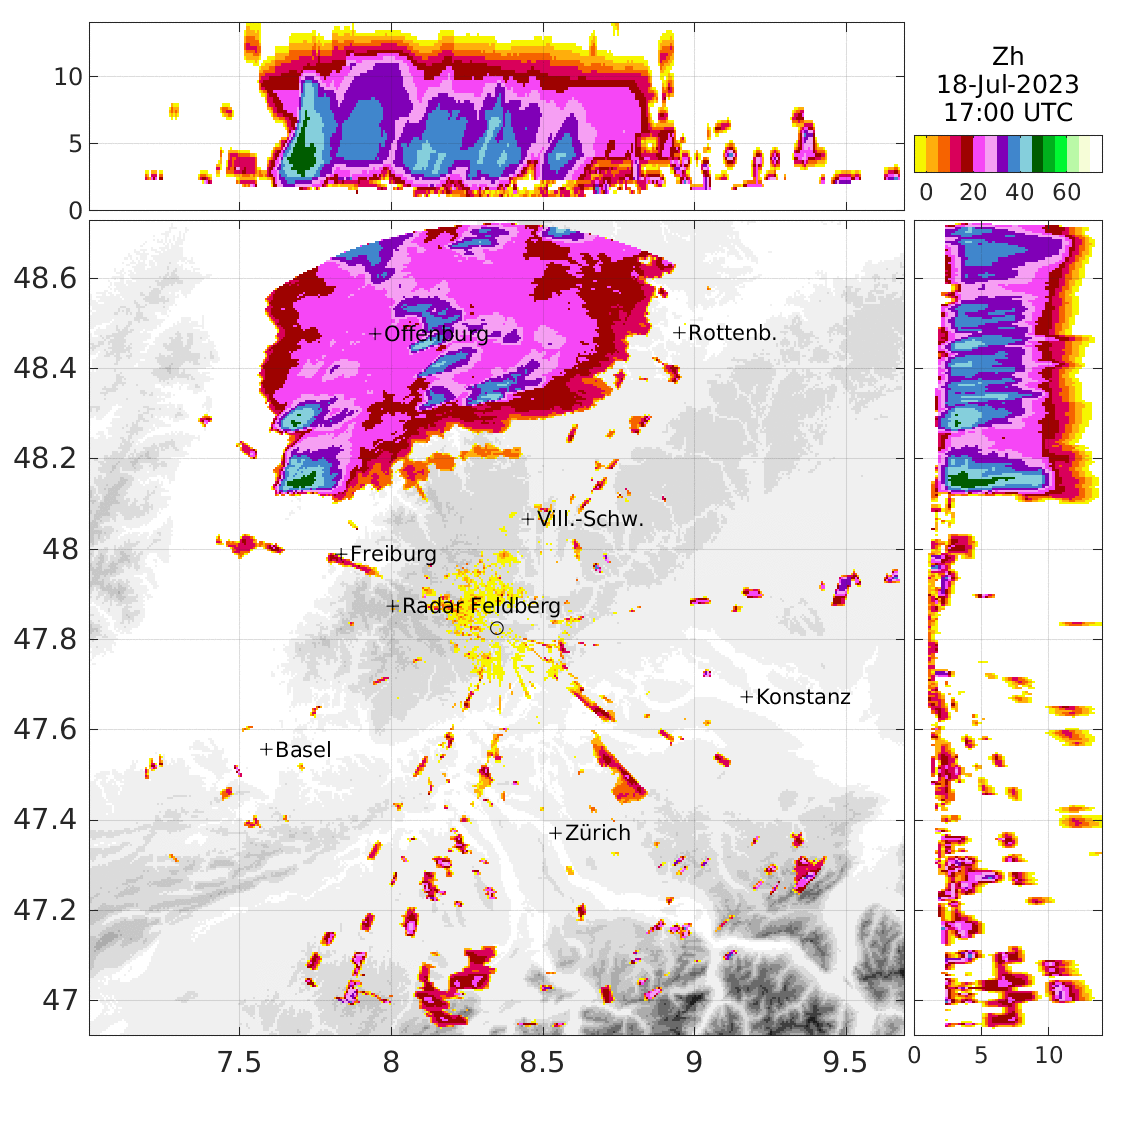 10
5
0
Zh
18-Jul-2023
17:00 UTC
0 20 40 60
48.6
48.4
48.2
48
47.8
47.6
47.4
47.2
47
+Offenburg
+Rottenb.
+Vill.-Schw.
+Freiburg
+Radar Feldberg
+Konstanz
+Basel
+Zürich
7.5 8 8.5 9 9.5
0 5 10